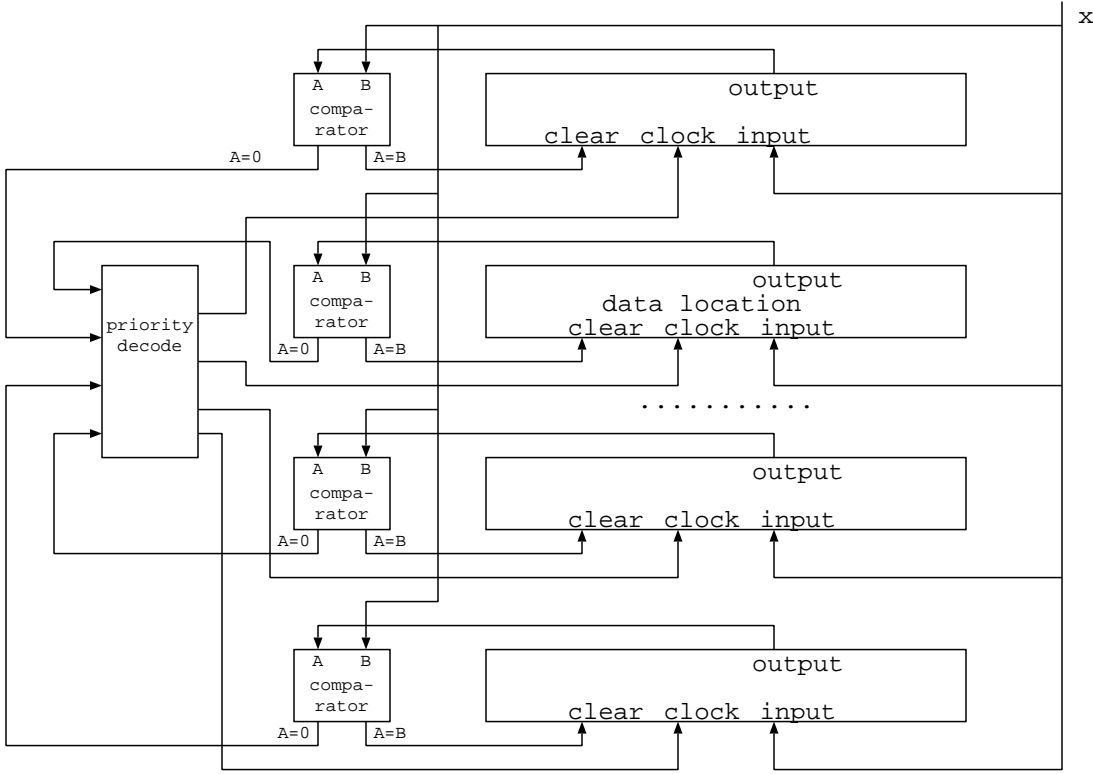 x
A B
compa-
rator
output
clear clock input
A=0
A=B
A B
compa-
rator
output
data location
clear clock input
priority
decode
A=0
A=B
...........
A B
compa-
rator
output
clear clock input
A=0
A=B
A B
compa-
rator
output
clear clock input
A=0
A=B